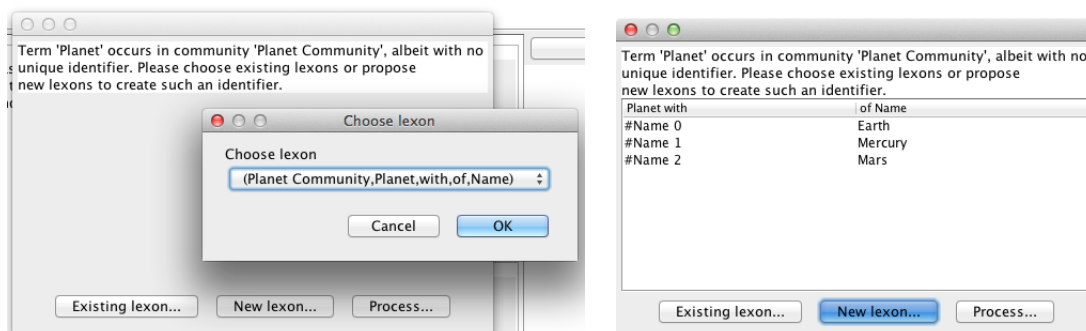 Term 'Planet' occurs in community 'Planet Community', albeit with no
unique identifier. Please choose existing lexons or propose
new lexons to create such an identifier.
Choose lexon
Choose lexon
(Planet Community,Planet,with,of,Name)
Cancel
OK
Existing lexon...
New lexon...
Process...
Term 'Planet' occurs in community 'Planet Community', albeit with no
unique identifier. Please choose existing lexons or propose
new lexons to create such an identifier.
Planet with of Name
#Name 0 Earth
#Name 1 Mercury
#Name 2 Mars
Existing lexon...
New lexon...
Process...